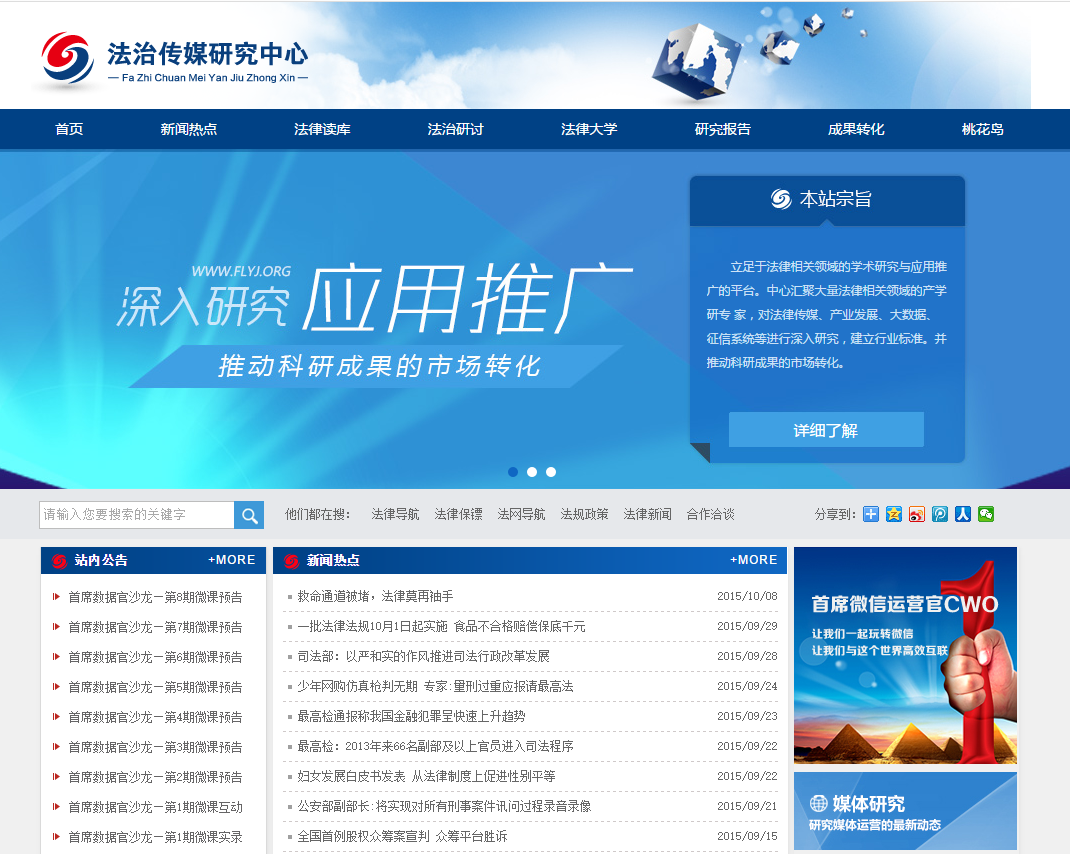 法治传媒研究中心
— Fa Zhi Chuan Mei Yan Jiu Zhong Xin —
首页 新闻热点 法律读库 法治研讨 法律大学 研究报告 成果转化 桃花岛
WWW.FLYJ.ORG
深入研究 应用推广
推动科研成果的市场转化
本站宗旨
立足于法律相关领域的学术研究与应用推
广的平台。中心汇聚大量法律相关领域的产学
研专 家，对法律传媒、产业发展、大数据、
征信系统等进行深入研究，建立行业标准。并
推动科研成果的市场转化。
详细了解
请输入您要搜索的关键字
他们都在搜： 法律导航 法律保镖 法网导航 法规政策 法律新闻 合作洽谈
分享到：
站内公告 +MORE
首席数据官沙龙－第8期微课预告
首席数据官沙龙－第7期微课预告
首席数据官沙龙－第6期微课预告
首席数据官沙龙－第5期微课预告
首席数据官沙龙－第4期微课预告
首席数据官沙龙－第3期微课预告
首席数据官沙龙－第2期微课预告
首席数据官沙龙－第1期微课互动
首席数据官沙龙－第1期微课实录
新闻热点 +MORE
救命通道被堵，法律莫再袖手 2015/10/08
一批法律法规10月1日起实施 食品不合格赔偿保底千元 2015/09/29
司法部：以严和实的作风推进司法行政改革发展 2015/09/28
少年网购仿真枪判无期 专家:量刑过重应报请最高法 2015/09/24
最高检通报称我国金融犯罪呈快速上升趋势 2015/09/23
最高检：2013年来66名副部及以上官员进入司法程序 2015/09/22
妇女发展白皮书发表 从法律制度上促进性别平等 2015/09/22
公安部副部长:将实现对所有刑事案件讯问过程录音录像 2015/09/21
全国首例股权众筹案宣判 众筹平台胜诉 2015/09/15
首席微信运营官CWO
让我们一起玩转微信
让我们与这个世界高效互联
媒体研究
研究媒体运营的最新动态